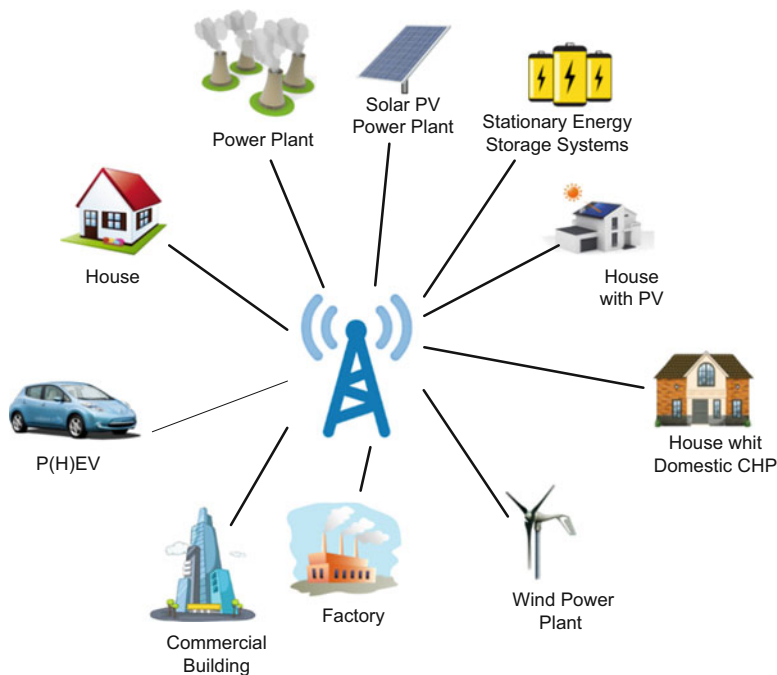 Power Plant
Solar PV
Power Plant
Stationary Energy
Storage Systems
House
House
with PV
P(H)EV
House whit
Domestic CHP
Commercial
Building
Factory
Wind Power
Plant